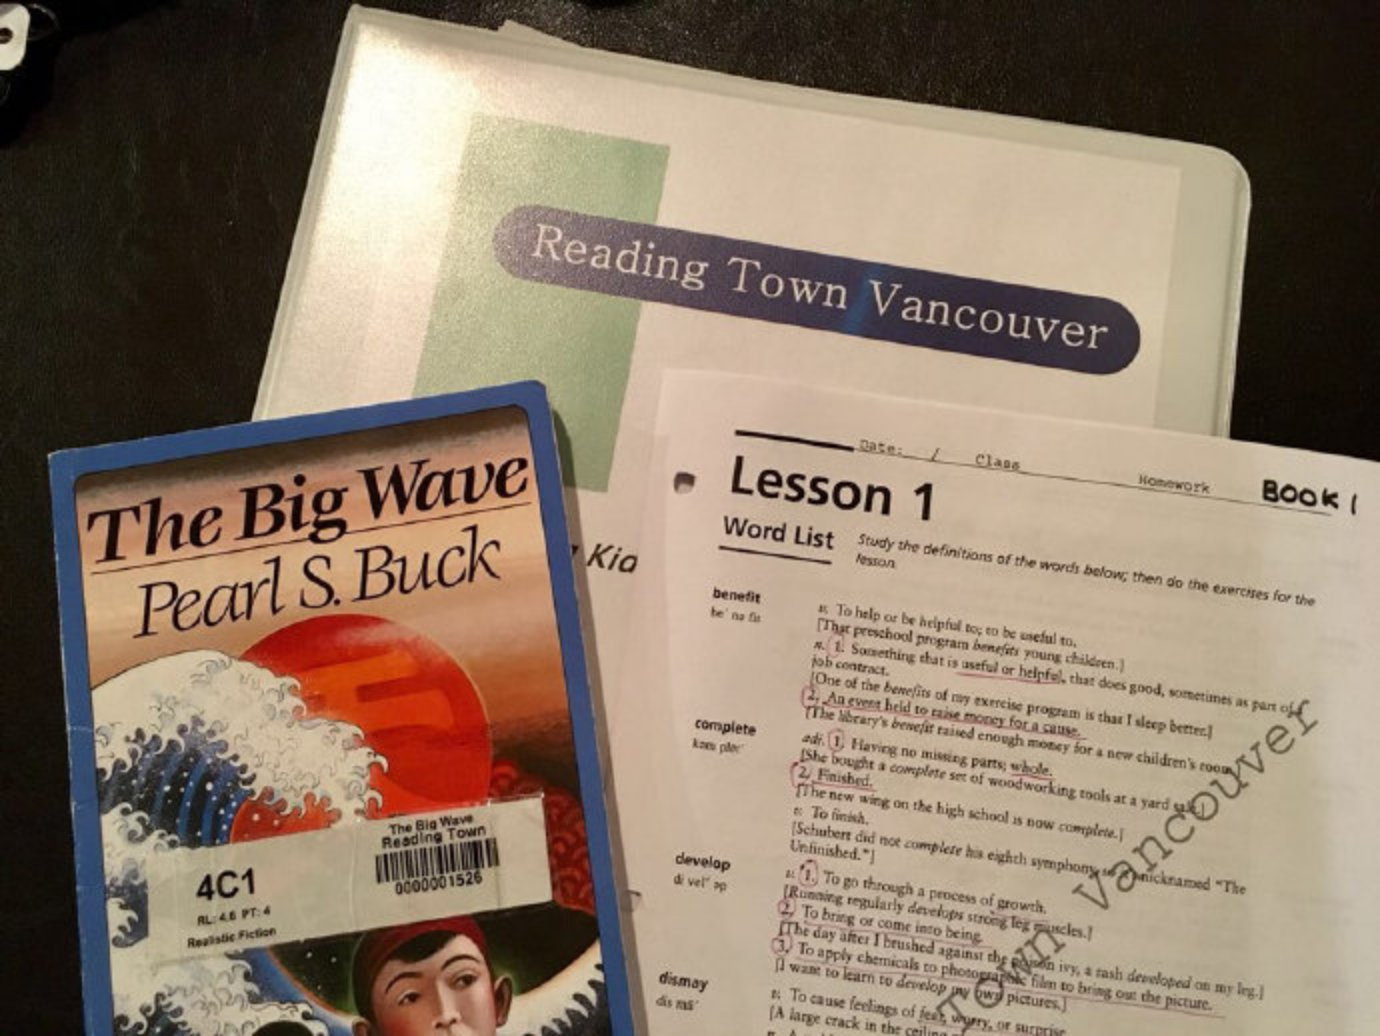 Reading Town Vancouver
Kid
The Big Wave
Pearl S. Buck
The Big Wave
Reading Town
0000001526
4C1
RL: 4.6 PT: 4
Realistic Fiction
Date: / Class Homework BOOK 1
Lesson 1
Word List
Study the definitions of the words below; then do the exercises for the
lesson.
benefit
be' nə fit
v. To help or be helpful to; to be useful to.
[That preschool program benefits young children.]
n. 1. Something that is useful or helpful, that does good, sometimes as part of a
job contract.
[One of the benefits of my exercise program is that I sleep better.]
2. An event held to raise money for a cause.
[The library's benefit raised enough money for a new children's room.]
complete
kəm plēt'
adj. 1. Having no missing parts; whole.
[She bought a complete set of woodworking tools at a yard sale.]
2. Finished.
[The new wing on the high school is now complete.]
v. To finish.
[Schubert did not complete his eighth symphony, so it nicknamed "The
Unfinished."]
develop
di vel' əp
v. 1. To go through a process of growth.
[Running regularly develops strong leg muscles.]
2. To bring or come into being.
[The day after I brushed against the poison ivy, a rash developed on my leg.]
3. To apply chemicals to photographic film to bring out the picture.
[I want to learn to develop my own pictures.]
dismay
dis mā'
v. To cause feelings of fear, worry, or surprise
[A large crack in the ceiling
Town Vancouver